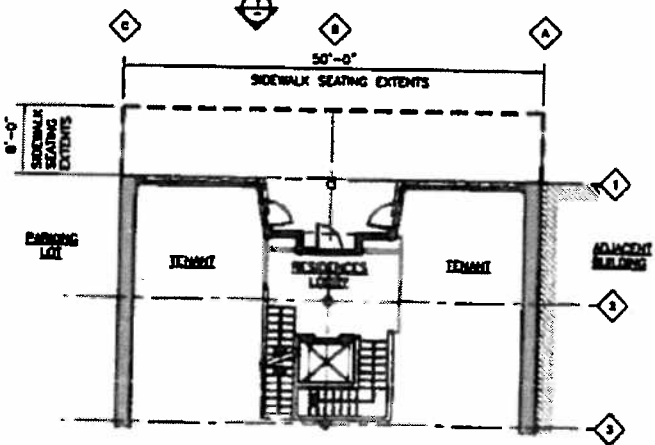 C
B
A
50'-0"
SIDEWALK SEATING EXTENTS
8'-0"
SIDEWALK
SEATING
EXTENTS
1
PARKING
LOT
TENANT
RESIDENCES
LOBBY
TENANT
ADJACENT
BUILDING
2
3